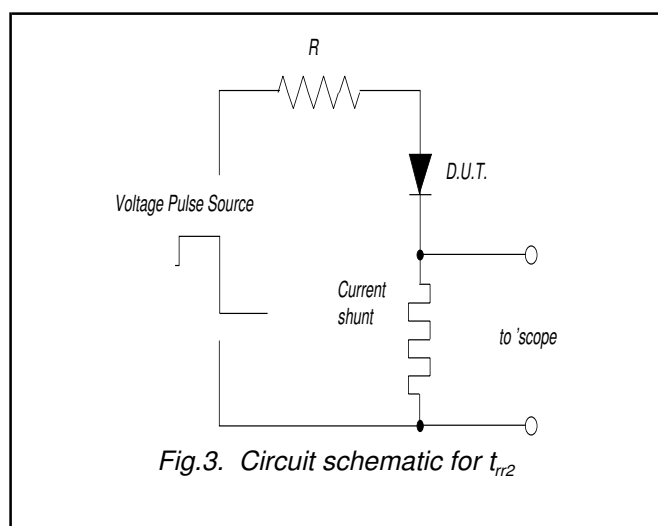 R
D.U.T.
Voltage Pulse Source
Current
shunt
to 'scope
Fig.3. Circuit schematic for trr2